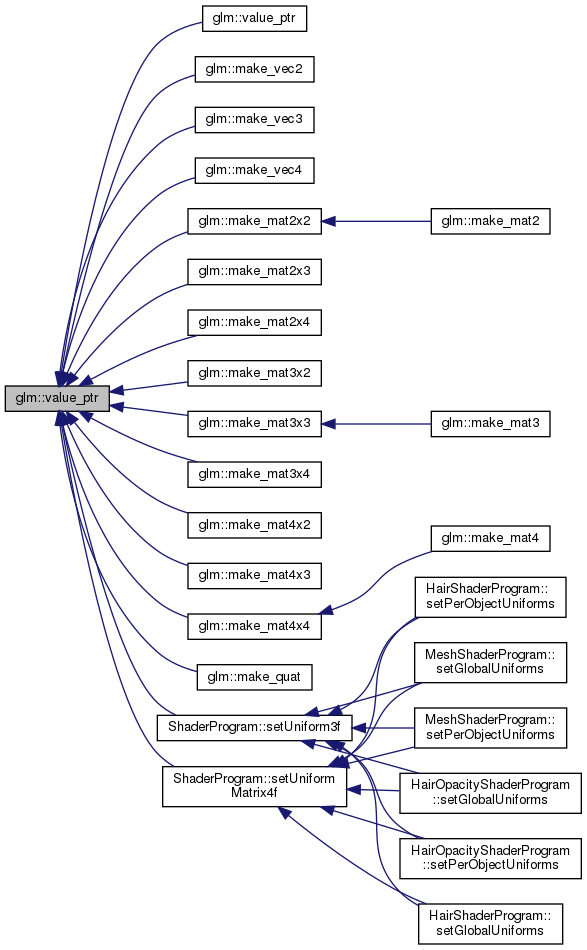 glm::value_ptr
glm::make_vec2
glm::make_vec3
glm::make_vec4
glm::make_mat2x2
glm::make_mat2
glm::make_mat2x3
glm::make_mat2x4
glm::make_mat3x2
glm::value_ptr
glm::make_mat3x3
glm::make_mat3
glm::make_mat3x4
glm::make_mat4x2
glm::make_mat4
glm::make_mat4x3
HairShaderProgram::
setPerObjectUniforms
glm::make_mat4x4
MeshShaderProgram::
setGlobalUniforms
glm::make_quat
ShaderProgram::setUniform3f
MeshShaderProgram::
setPerObjectUniforms
ShaderProgram::setUniform
Matrix4f
HairOpacityShaderProgram
::setGlobalUniforms
HairOpacityShaderProgram
::setPerObjectUniforms
HairShaderProgram::
setGlobalUniforms